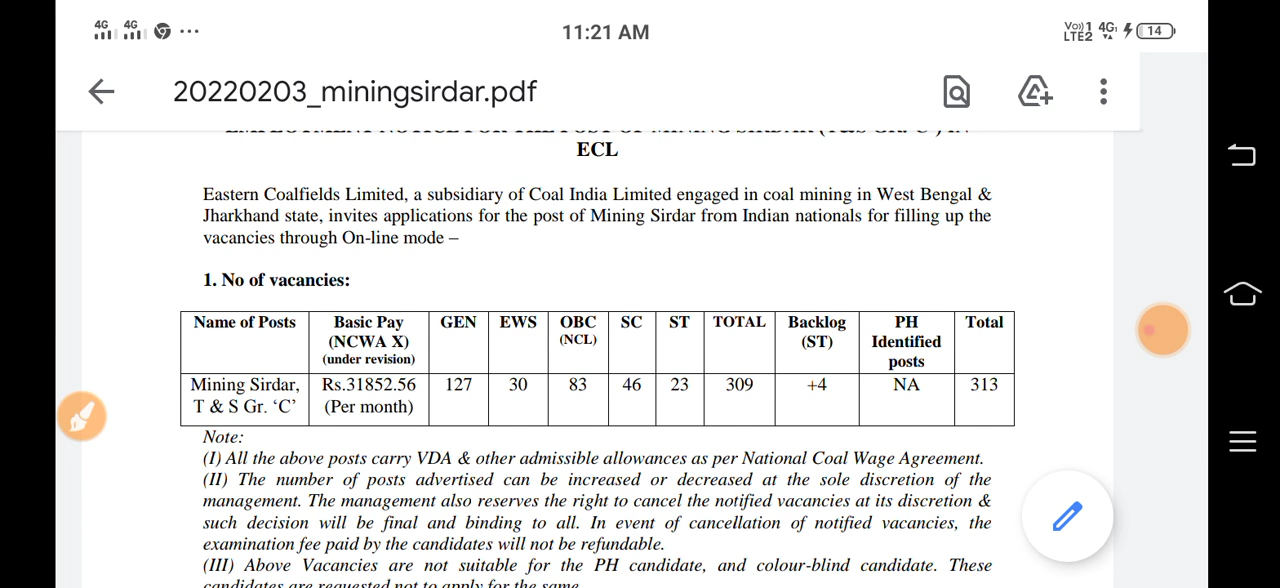 4G 4G ... 11:21 AM Vo))1 LTE2 4G 14
20220203_miningsirdar.pdf
ECL
Eastern Coalfields Limited, a subsidiary of Coal India Limited engaged in coal mining in West Bengal &
Jharkhand state, invites applications for the post of Mining Sirdar from Indian nationals for filling up the
vacancies through On-line mode –
1. No of vacancies:
Name of Posts Basic Pay GEN EWS OBC SC ST TOTAL Backlog PH Total
(NCWA X) (NCL) (ST) Identified
(under revision) posts
Mining Sirdar, Rs.31852.56 127 30 83 46 23 309 +4 NA 313
T & S Gr. ‘C’ (Per month)
Note:
(I) All the above posts carry VDA & other admissible allowances as per National Coal Wage Agreement.
(II) The number of posts advertised can be increased or decreased at the sole discretion of the
management. The management also reserves the right to cancel the notified vacancies at its discretion &
such decision will be final and binding to all. In event of cancellation of notified vacancies, the
examination fee paid by the candidates will not be refundable.
(III) Above Vacancies are not suitable for the PH candidate, and colour-blind candidate. These
candidates are requested not to apply for the same